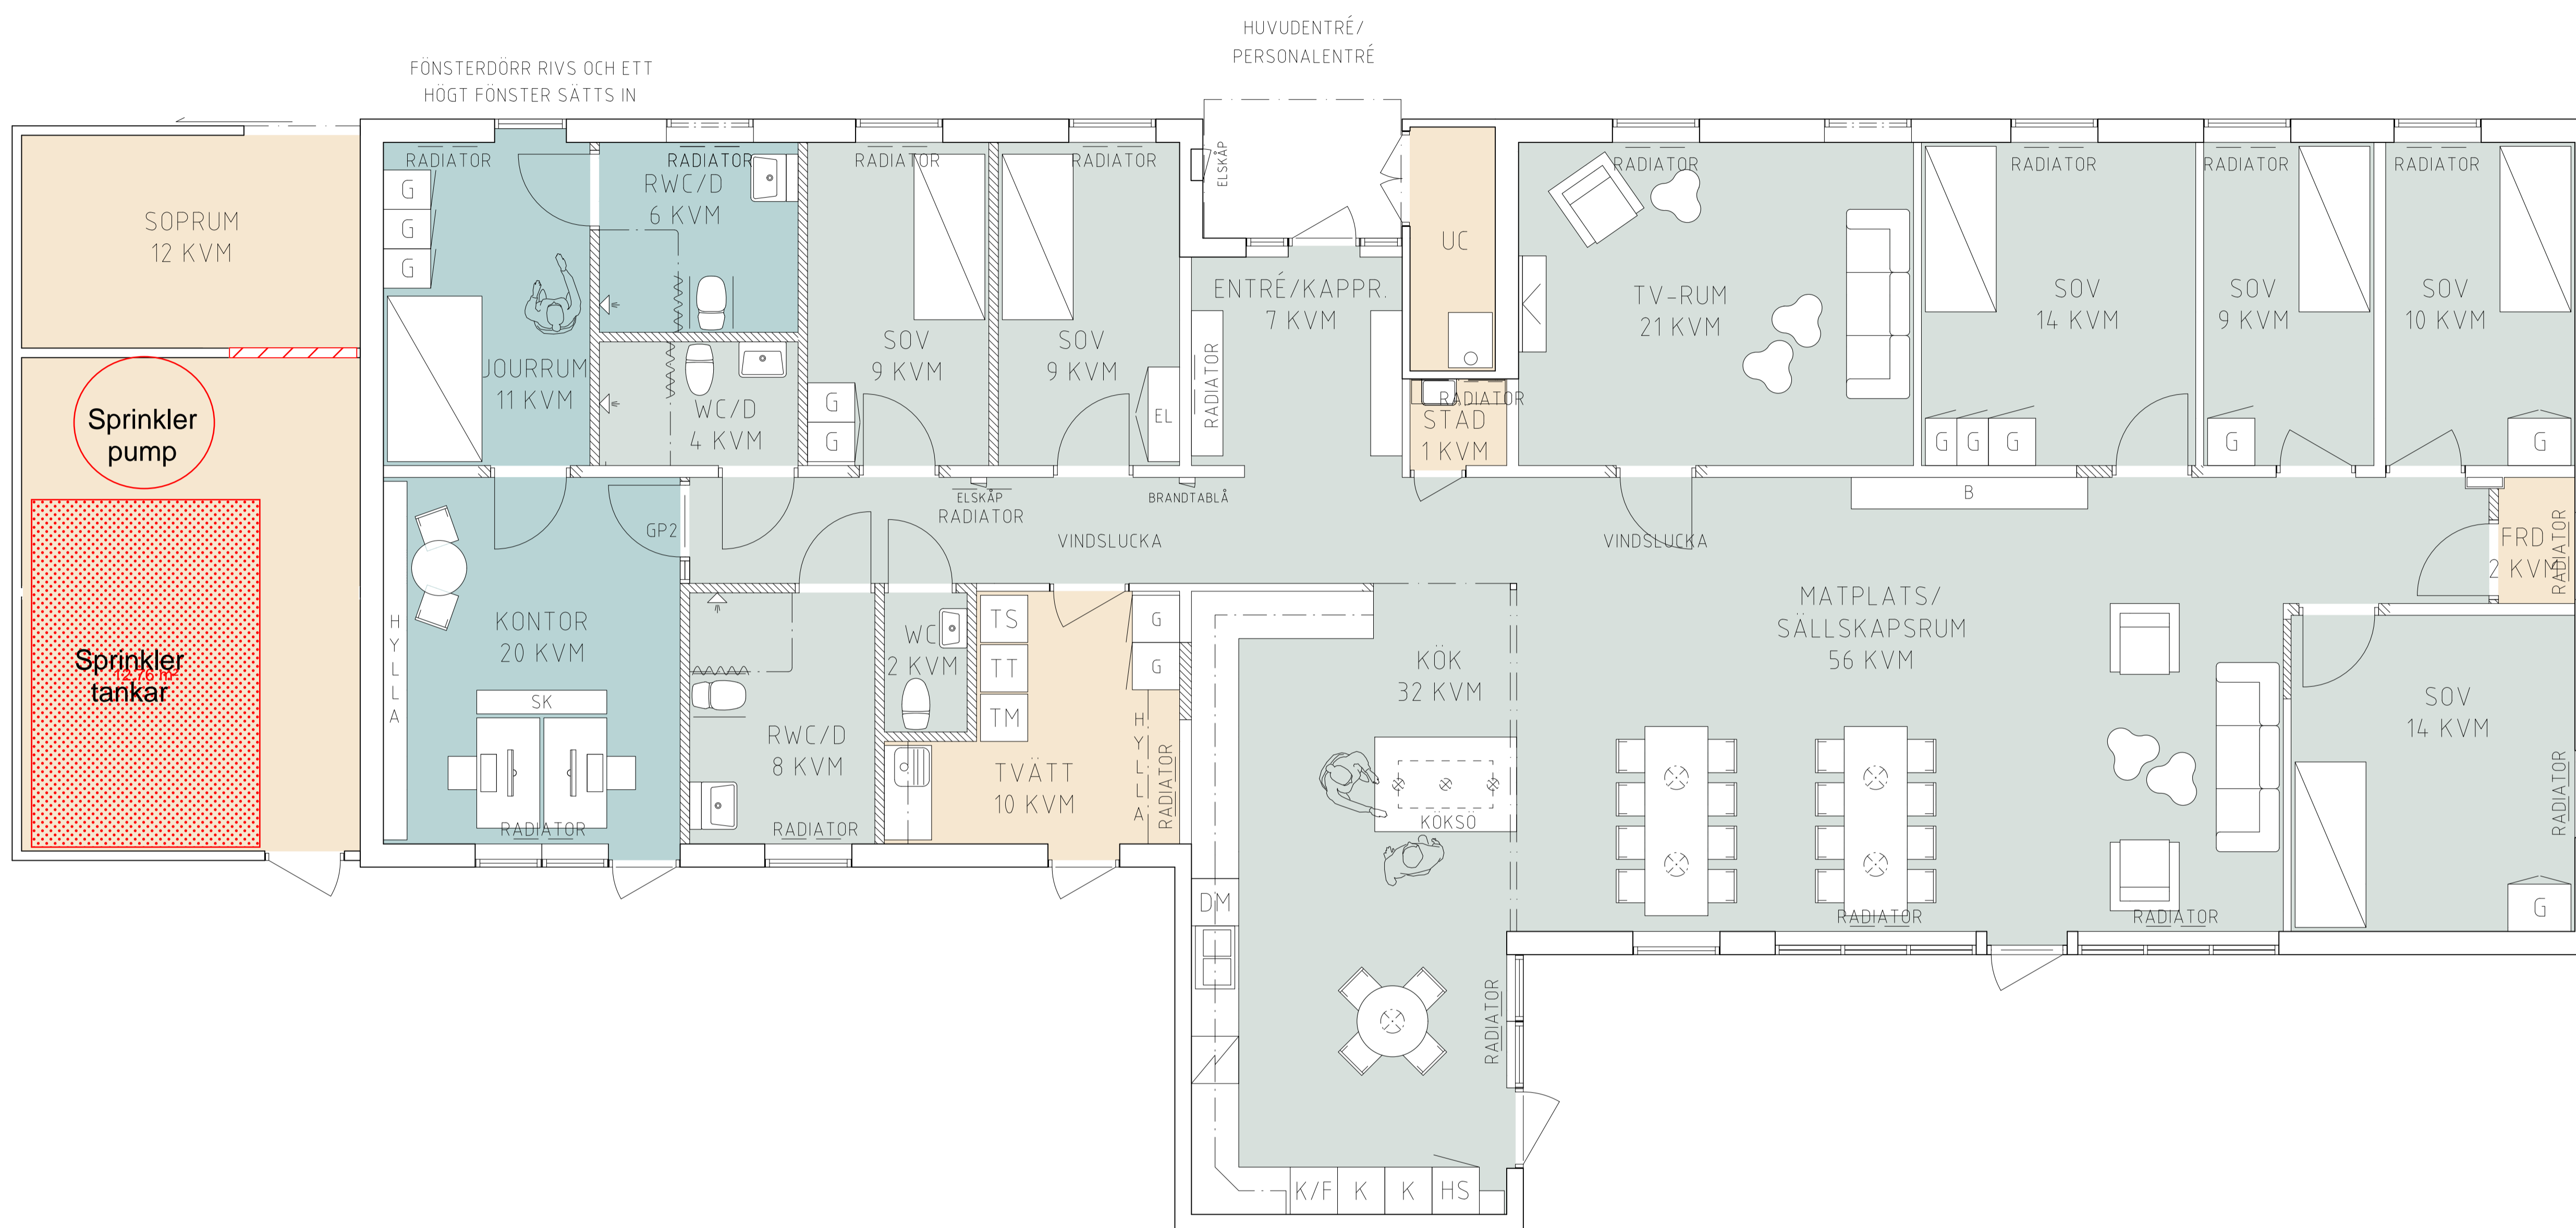 HUVUDENTRÉ/
PERSONALENTRÉ
FÖNSTERDÖRR RIVS OCH ETT
HÖGT FÖNSTER SÄTTS IN
SOPRUM
12 KVM
Sprinkler
pump
Sprinkler
tankar
12,76 m²
RADIATOR
G
G
G
JOURRUM
11 KVM
RADIATOR
RWC/D
6 KVM
WC/D
4 KVM
RADIATOR
SOV
9 KVM
G
G
RADIATOR
SOV
9 KVM
EL
ELSKÅP
ENTRÉ/KAPPR.
7 KVM
RADIATOR
UC
RADIATOR
STÄD
1 KVM
RADIATOR
TV-RUM
21 KVM
RADIATOR
SOV
14 KVM
G
G
G
RADIATOR
SOV
9 KVM
G
RADIATOR
SOV
10 KVM
G
HYLLA
KONTOR
20 KVM
SK
RADIATOR
GP2
ELSKÅP
RADIATOR
BRANDTABLÅ
VINDSLUCKA
VINDSLUCKA
B
FRD
2 KVM
RADIATOR
RWC/D
8 KVM
RADIATOR
WC
2 KVM
TS
TT
TM
G
G
TVÄTT
10 KVM
HYLLA
RADIATOR
KÖK
32 KVM
KÖKSÖ
DM
RADIATOR
K/F
K
K
HS
MATPLATS/
SÄLLSKAPSRUM
56 KVM
RADIATOR
RADIATOR
SOV
14 KVM
RADIATOR
G